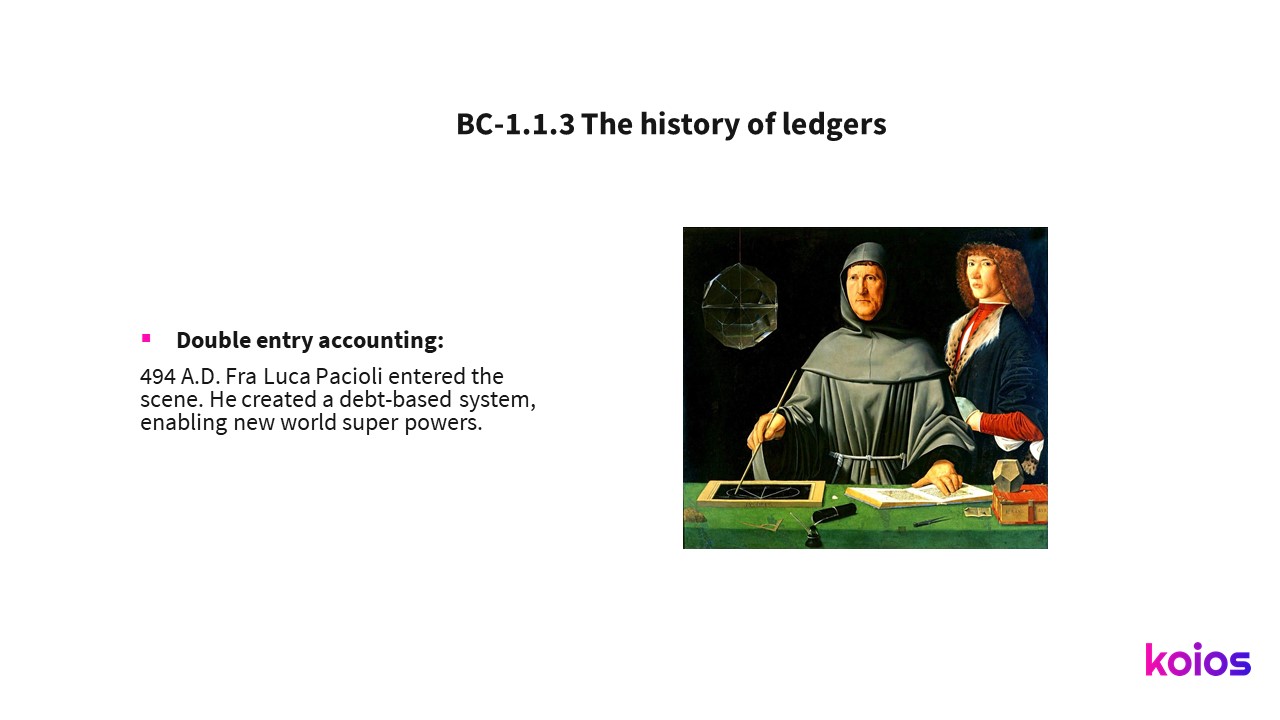 BC-1.1.3 The history of ledgers
Double entry accounting:
494 A.D. Fra Luca Pacioli entered the
scene. He created a debt-based system,
enabling new world super powers.
koios